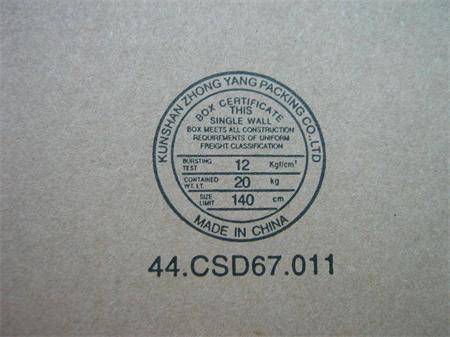 KUNSHAN ZHONG YANG PACKING CO.,LTD
BOX CERTIFICATE
THIS
SINGLE WALL
BOX MEETS ALL CONSTRUCTION
REQUIREMENTS OF UNIFORM
FREIGHT CLASSIFICATION
BURSTING TEST 12 Kgf/cm²
CONTAINED WT. LT. 20 kg
SIZE LIMIT 140 cm
MADE IN CHINA
44.CSD67.011